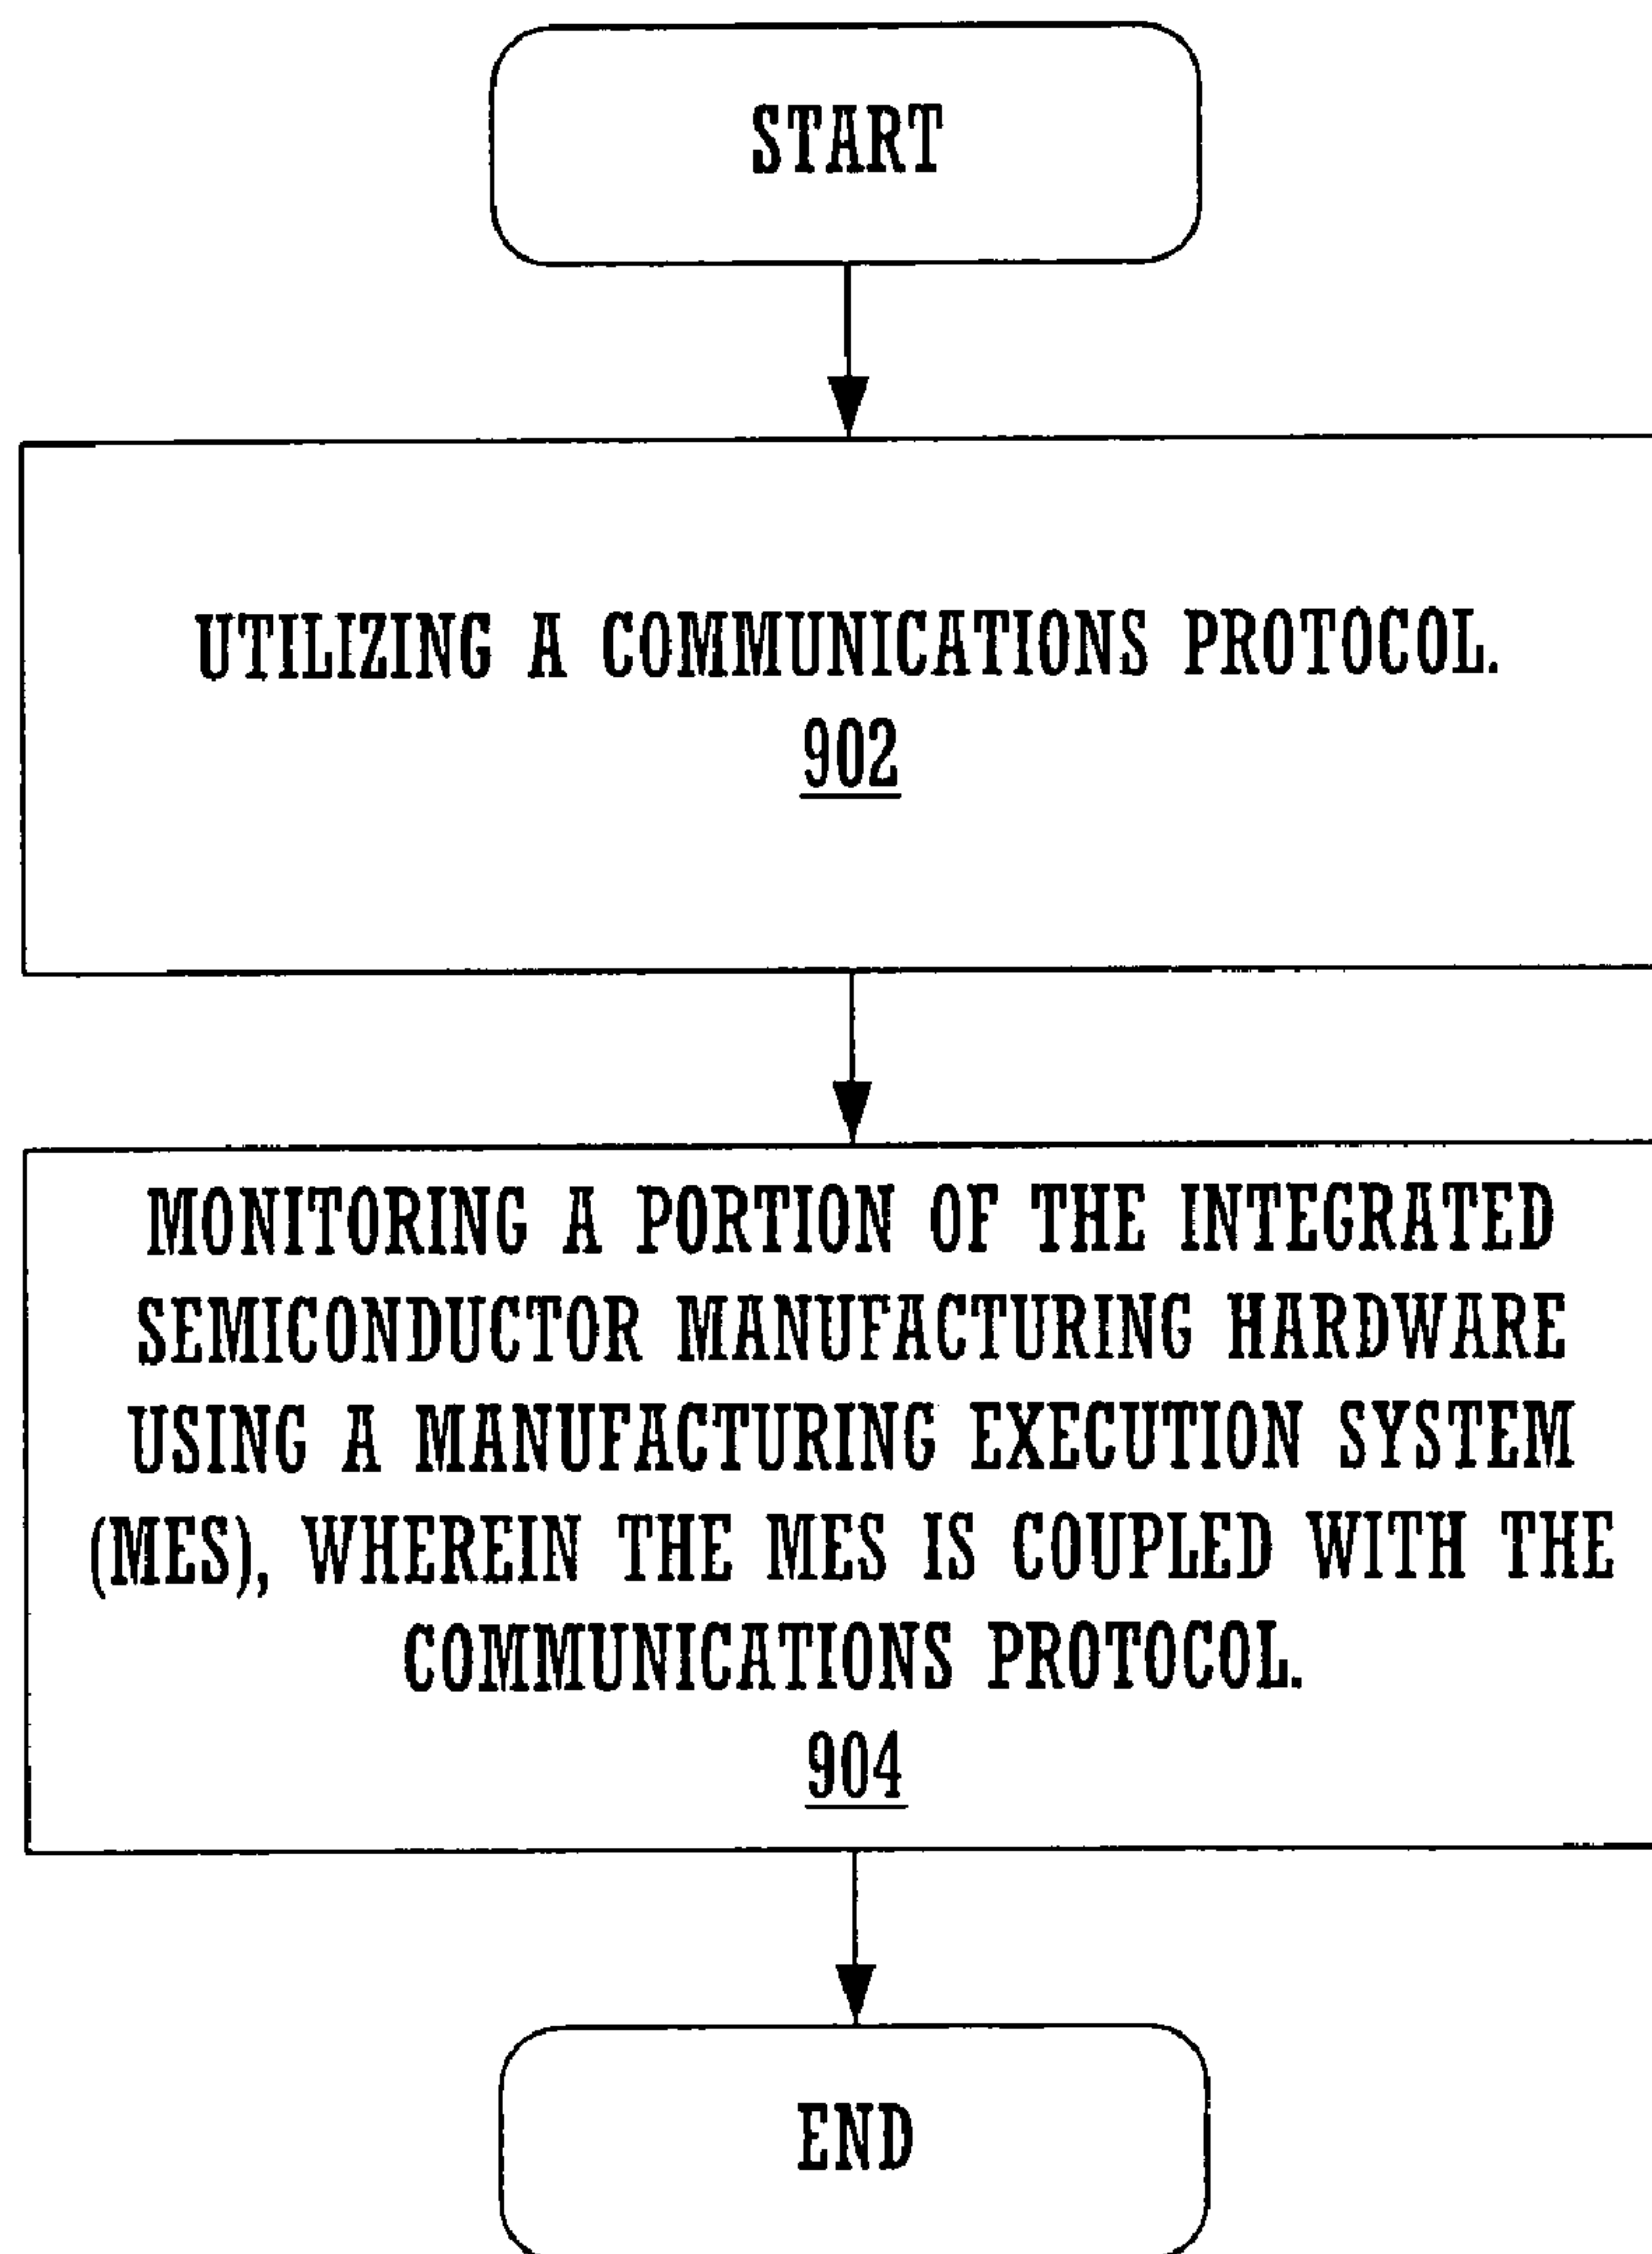 START
UTILIZING A COMMUNICATIONS PROTOCOL.
902
MONITORING A PORTION OF THE INTEGRATED
SEMICONDUCTOR MANUFACTURING HARDWARE
USING A MANUFACTURING EXECUTION SYSTEM
(MES), WHEREIN THE MES IS COUPLED WITH THE
COMMUNICATIONS PROTOCOL.
904
END